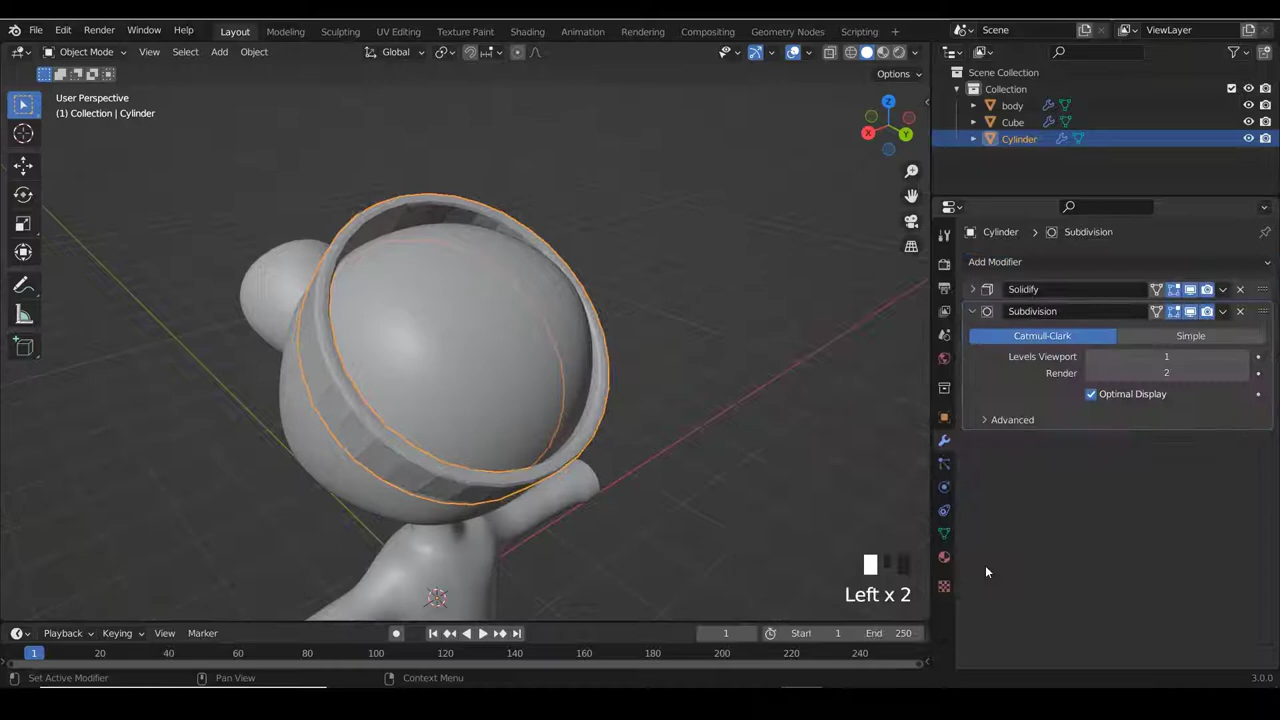 File Edit Render Window Help Layout Modeling Sculpting UV Editing Texture Paint Shading Animation Rendering Compositing Geometry Nodes Scripting + Scene ViewLayer
Object Mode View Select Add Object Global
Options
User Perspective
(1) Collection | Cylinder
Z
X
Y
Scene Collection
Collection
body
Cube
Cylinder
Cylinder > Subdivision
Add Modifier
Solidify
Subdivision
Catmull-Clark Simple
Levels Viewport 1
Render 2
Optimal Display
Advanced
Left x 2
Playback Keying View Marker 1 Start 1 End 250
1 20 40 60 80 100 120 140 160 180 200 220 240
Set Active Modifier Pan View Context Menu 3.0.0